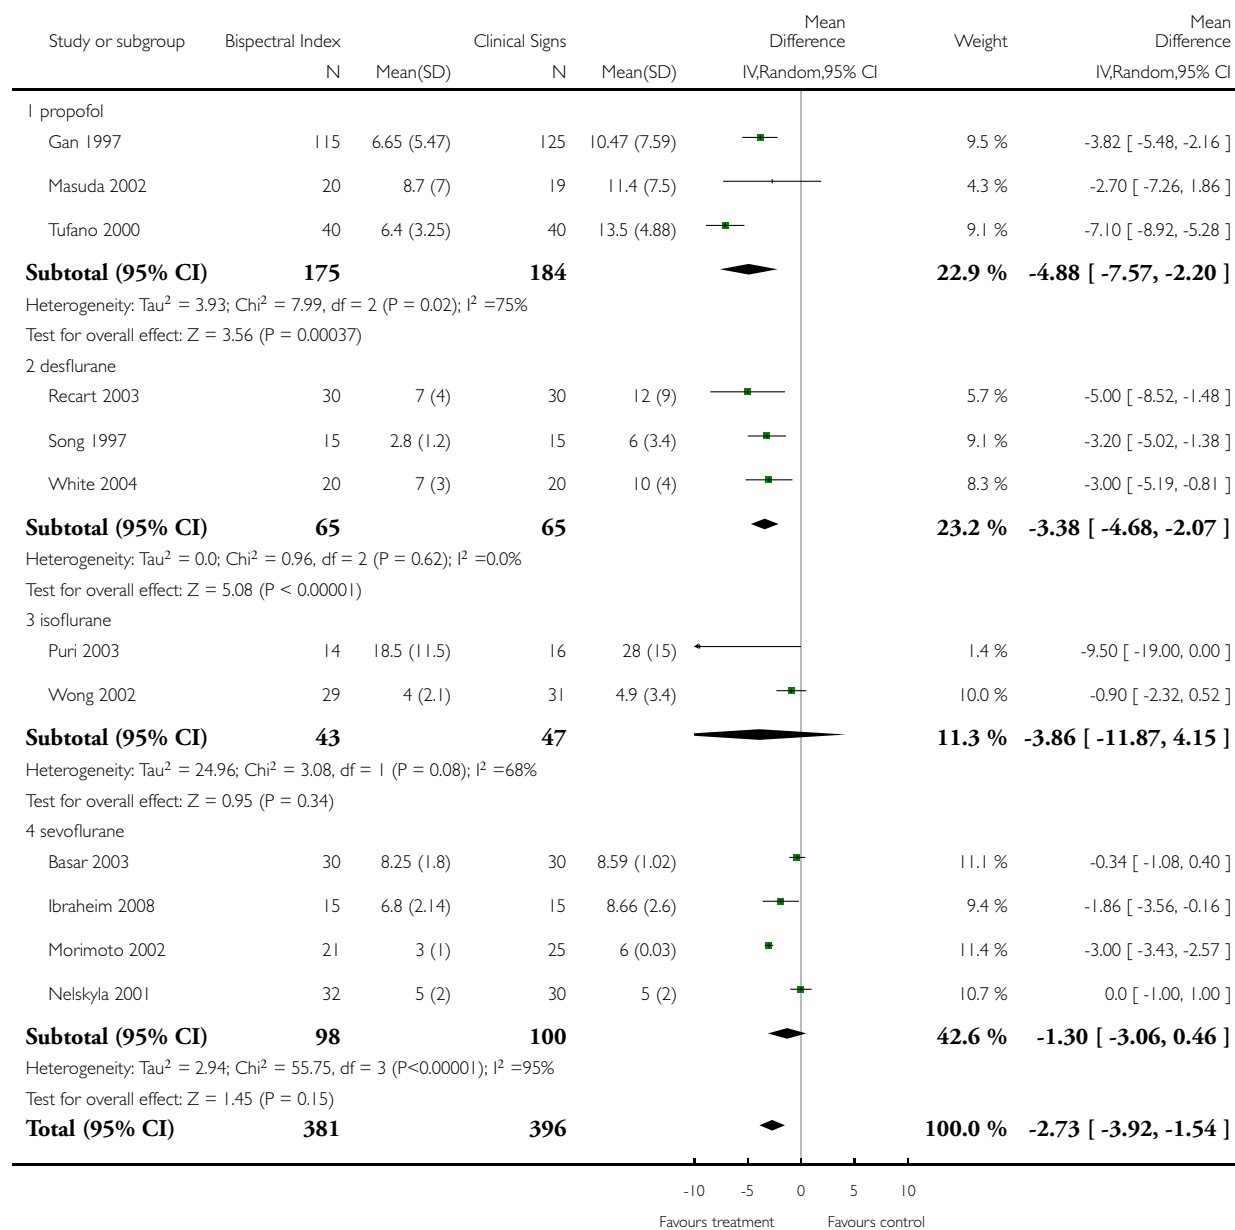 Mean Mean
Study or subgroup Bispectral Index Clinical Signs Difference Weight Difference
N Mean(SD) N Mean(SD) IV,Random,95% CI IV,Random,95% CI
1 propofol
Gan 1997 115 6.65 (5.47) 125 10.47 (7.59) 9.5 % -3.82 [ -5.48, -2.16 ]
Masuda 2002 20 8.7 (7) 19 11.4 (7.5) 4.3 % -2.70 [ -7.26, 1.86 ]
Tufano 2000 40 6.4 (3.25) 40 13.5 (4.88) 9.1 % -7.10 [ -8.92, -5.28 ]
Subtotal (95% CI) 175 184 22.9 % -4.88 [ -7.57, -2.20 ]
Heterogeneity: Tau² = 3.93; Chi² = 7.99, df = 2 (P = 0.02); I² =75%
Test for overall effect: Z = 3.56 (P = 0.00037)
2 desflurane
Recart 2003 30 7 (4) 30 12 (9) 5.7 % -5.00 [ -8.52, -1.48 ]
Song 1997 15 2.8 (1.2) 15 6 (3.4) 9.1 % -3.20 [ -5.02, -1.38 ]
White 2004 20 7 (3) 20 10 (4) 8.3 % -3.00 [ -5.19, -0.81 ]
Subtotal (95% CI) 65 65 23.2 % -3.38 [ -4.68, -2.07 ]
Heterogeneity: Tau² = 0.0; Chi² = 0.96, df = 2 (P = 0.62); I² =0.0%
Test for overall effect: Z = 5.08 (P < 0.00001)
3 isoflurane
Puri 2003 14 18.5 (11.5) 16 28 (15) 1.4 % -9.50 [ -19.00, 0.00 ]
Wong 2002 29 4 (2.1) 31 4.9 (3.4) 10.0 % -0.90 [ -2.32, 0.52 ]
Subtotal (95% CI) 43 47 11.3 % -3.86 [ -11.87, 4.15 ]
Heterogeneity: Tau² = 24.96; Chi² = 3.08, df = 1 (P = 0.08); I² =68%
Test for overall effect: Z = 0.95 (P = 0.34)
4 sevoflurane
Basar 2003 30 8.25 (1.8) 30 8.59 (1.02) 11.1 % -0.34 [ -1.08, 0.40 ]
Ibraheim 2008 15 6.8 (2.14) 15 8.66 (2.6) 9.4 % -1.86 [ -3.56, -0.16 ]
Morimoto 2002 21 3 (1) 25 6 (0.03) 11.4 % -3.00 [ -3.43, -2.57 ]
Nelskyla 2001 32 5 (2) 30 5 (2) 10.7 % 0.0 [ -1.00, 1.00 ]
Subtotal (95% CI) 98 100 42.6 % -1.30 [ -3.06, 0.46 ]
Heterogeneity: Tau² = 2.94; Chi² = 55.75, df = 3 (P<0.00001); I² =95%
Test for overall effect: Z = 1.45 (P = 0.15)
Total (95% CI) 381 396 100.0 % -2.73 [ -3.92, -1.54 ]
-10 -5 0 5 10
Favours treatment Favours control